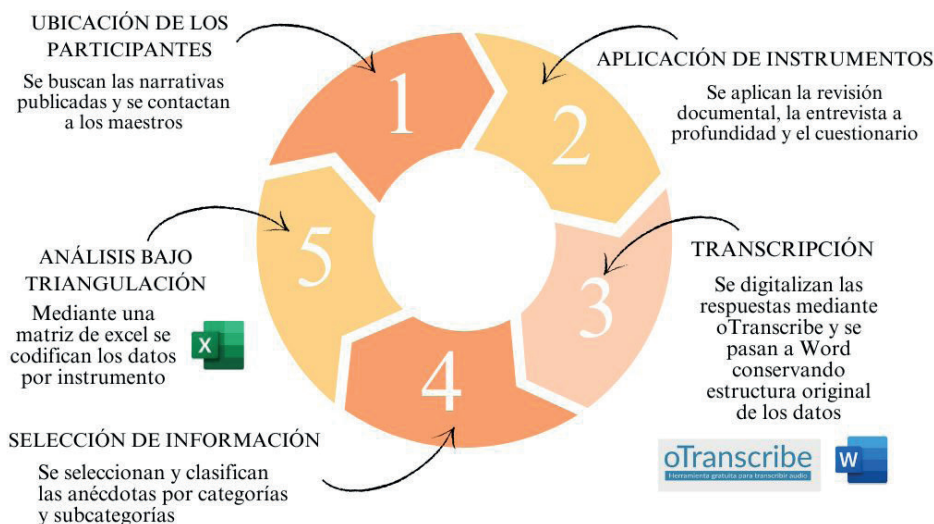 UBICACIÓN DE LOS
PARTICIPANTES
Se buscan las narrativas
publicadas y se contactan
a los maestros
1
APLICACIÓN DE INSTRUMENTOS
Se aplican la revisión
documental, la entrevista a
profundidad y el cuestionario
2
TRANSCRIPCIÓN
Se digitalizan las
respuestas mediante
oTranscribe y se
pasan a Word
conservando
estructura original
de los datos
3
oTranscribe
Herramienta gratuita para transcribir audio
W
SELECCIÓN DE INFORMACIÓN
Se seleccionan y clasifican
las anécdotas por categorías
y subcategorías
4
ANÁLISIS BAJO
TRIANGULACIÓN
Mediante una
matriz de excel se
codifican los datos
por instrumento
X
5